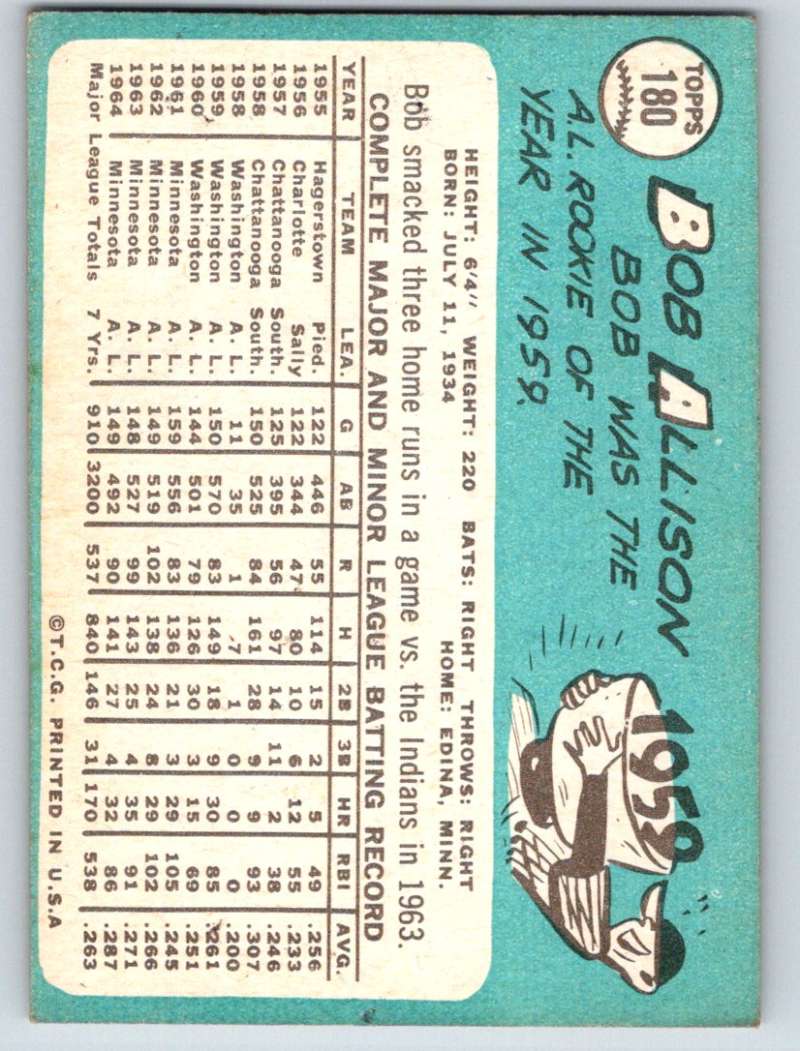 TOPPS
180
BOB ALLISON
BOB WAS THE
A.L. ROOKIE OF THE
YEAR IN 1959.
1959
HEIGHT: 6'4" WEIGHT: 220 BATS: RIGHT THROWS: RIGHT
BORN: JULY 11, 1934 HOME: EDINA, MINN.
Bob smacked three home runs in a game vs. the Indians in 1963.
COMPLETE MAJOR AND MINOR LEAGUE BATTING RECORD
YEAR TEAM LEA. G AB R H 2B 3B HR RBI AVG.
1955 Hagerstown Pied. 122 446 55 114 15 2 5 49 .256
1956 Charlotte Sally 122 344 47 80 10 6 12 55 .233
1957 Chattanooga South. 125 395 56 97 14 11 2 38 .246
1958 Chattanooga South. 150 525 84 161 28 9 9 93 .307
1958 Washington A. L. 11 35 1 7 1 0 0 0 .200
1959 Washington A. L. 150 570 83 149 18 9 30 85 .261
1960 Washington A. L. 144 501 79 126 30 3 15 69 .251
1961 Minnesota A. L. 159 556 83 136 21 3 29 105 .245
1962 Minnesota A. L. 149 519 102 138 24 8 29 102 .266
1963 Minnesota A. L. 148 527 99 143 25 4 35 91 .271
1964 Minnesota A. L. 149 492 90 141 27 4 32 86 .287
Major League Totals 7 Yrs. 910 3200 537 840 146 31 170 538 .263
©T.C.G. PRINTED IN U.S.A